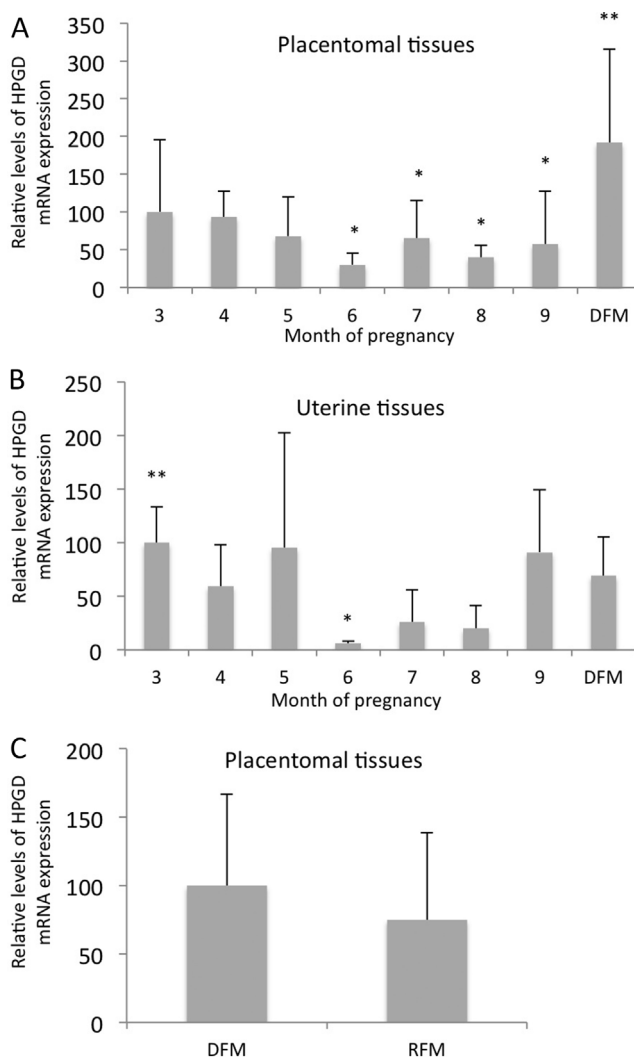 A
Placentomal tissues
Relative levels of HPGD
mRNA expression
350
300
250
200
150
100
50
0
*
*
*
*
**
3 4 5 6 7 8 9 DFM
Month of pregnancy
B
Uterine tissues
Relative levels of HPGD
mRNA expression
250
200
150
100
50
0
**
*
3 4 5 6 7 8 9 DFM
Month of pregnancy
C
Placentomal tissues
Relative levels of HPGD
mRNA expression
200
150
100
50
0
DFM RFM